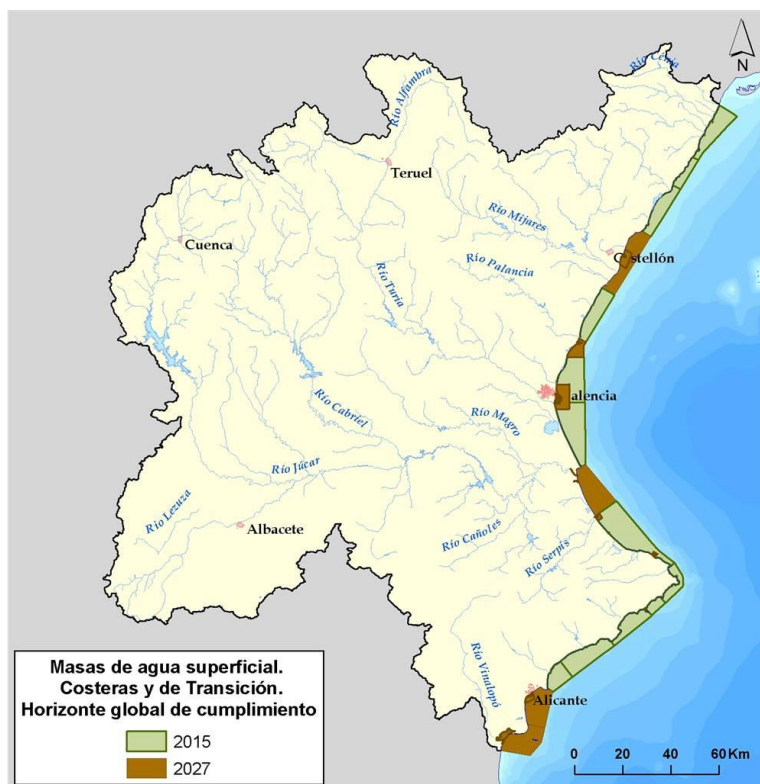 N
Río Cénia
Río Alfambra
Teruel
Río Mijares
Cuenca
Castellón
Río Palancia
Río Turia
alencia
Río Cabriel
Río Magro
Río Júcar
Río Lezuza
Albacete
Río Cañoles
Río Serpis
Río Vinalopó
Alicante
Masas de agua superficial.
Costeras y de Transición.
Horizonte global de cumplimiento
2015
2027
0 20 40 60 Km